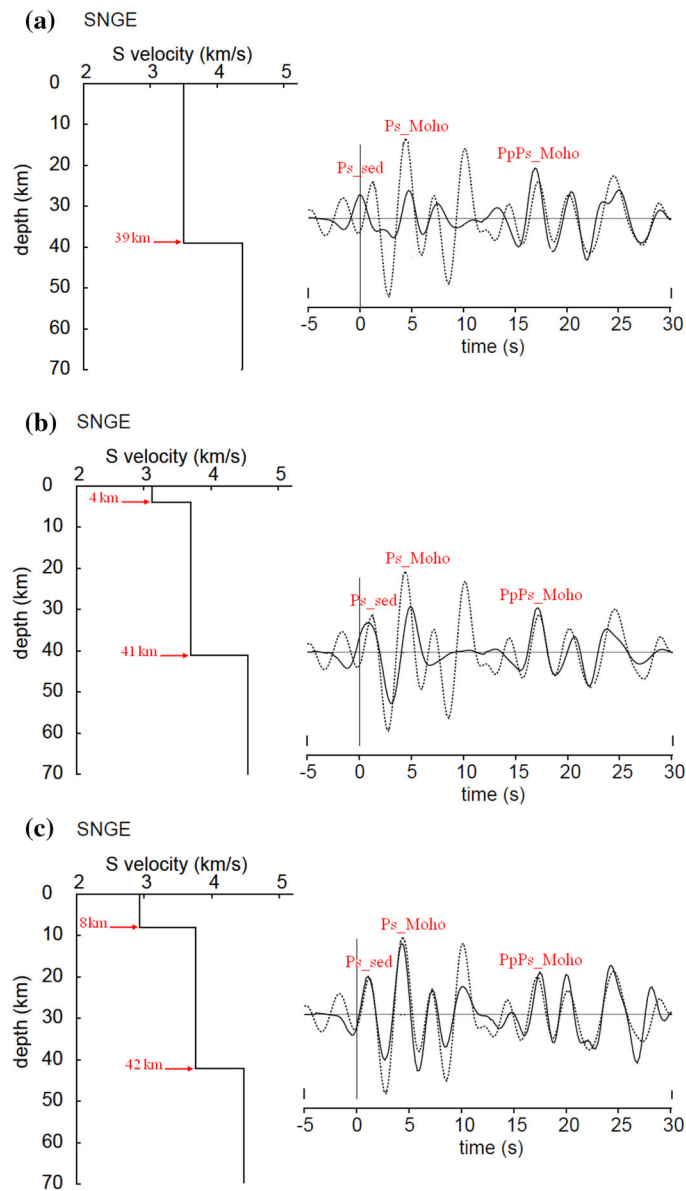 (a) SNGE
S velocity (km/s)
2 3 4 5
0
10
20
30
40
50
60
70
depth (km)
39 km
Ps_sed
Ps_Moho
PpPs_Moho
-5 0 5 10 15 20 25 30
time (s)
(b) SNGE
S velocity (km/s)
2 3 4 5
0
10
20
30
40
50
60
70
depth (km)
4 km
41 km
Ps_sed
Ps_Moho
PpPs_Moho
-5 0 5 10 15 20 25 30
time (s)
(c) SNGE
S velocity (km/s)
2 3 4 5
0
10
20
30
40
50
60
70
depth (km)
8km
42 km
Ps_sed
Ps_Moho
PpPs_Moho
-5 0 5 10 15 20 25 30
time (s)